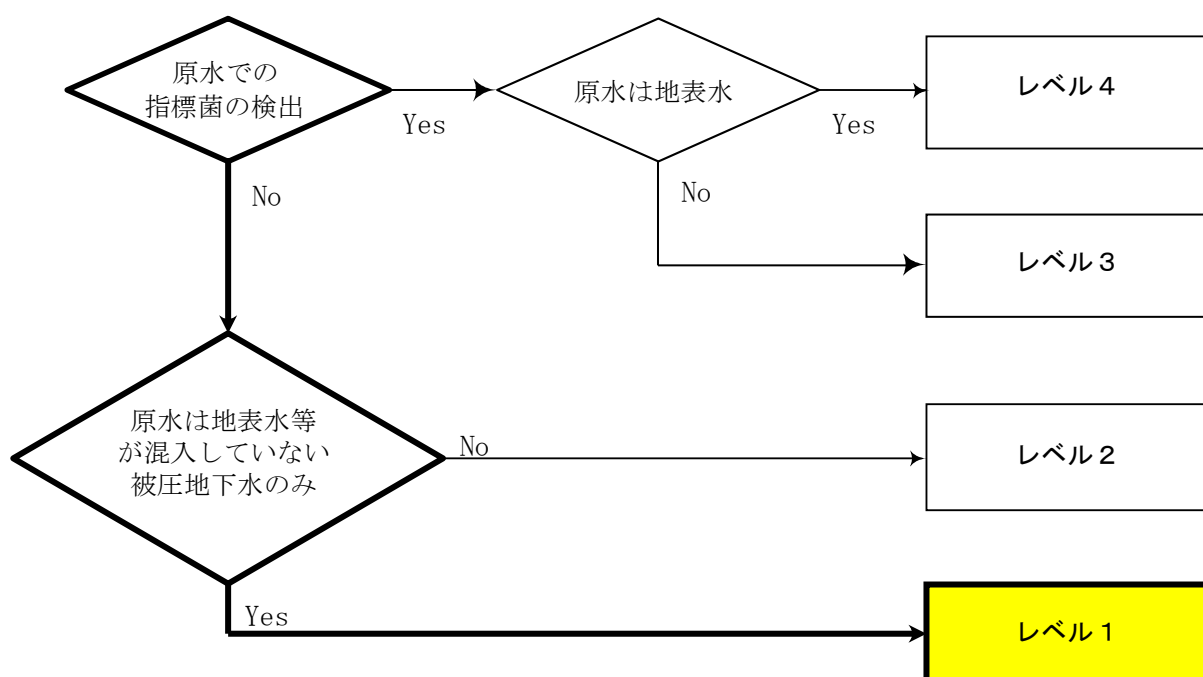 原水での
指標菌の検出
Yes
原水は地表水
Yes
レベル４
No
No
レベル３
原水は地表水等
が混入していない
被圧地下水のみ
No
レベル２
Yes
レベル１